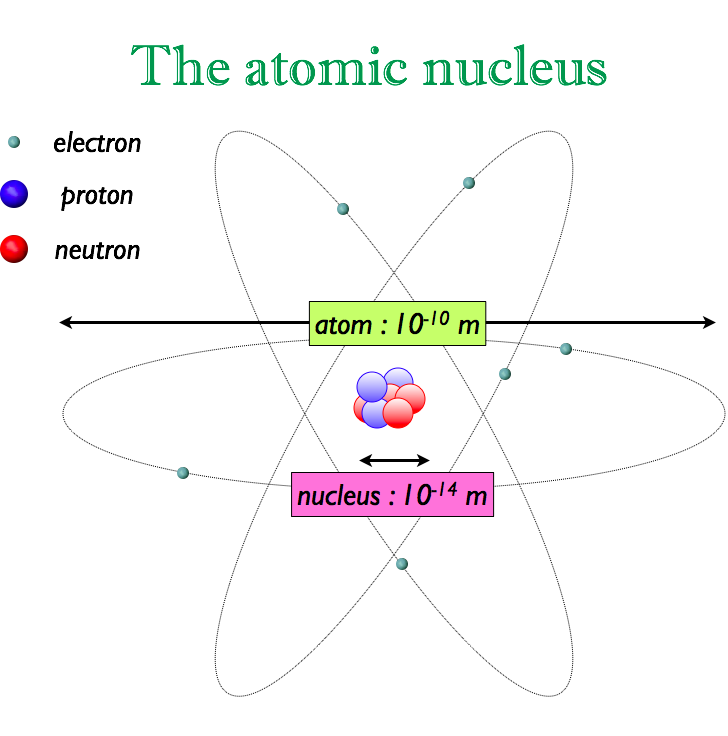 The atomic nucleus
electron
proton
neutron
atom : 10⁻¹⁰ m
nucleus : 10⁻¹⁴ m